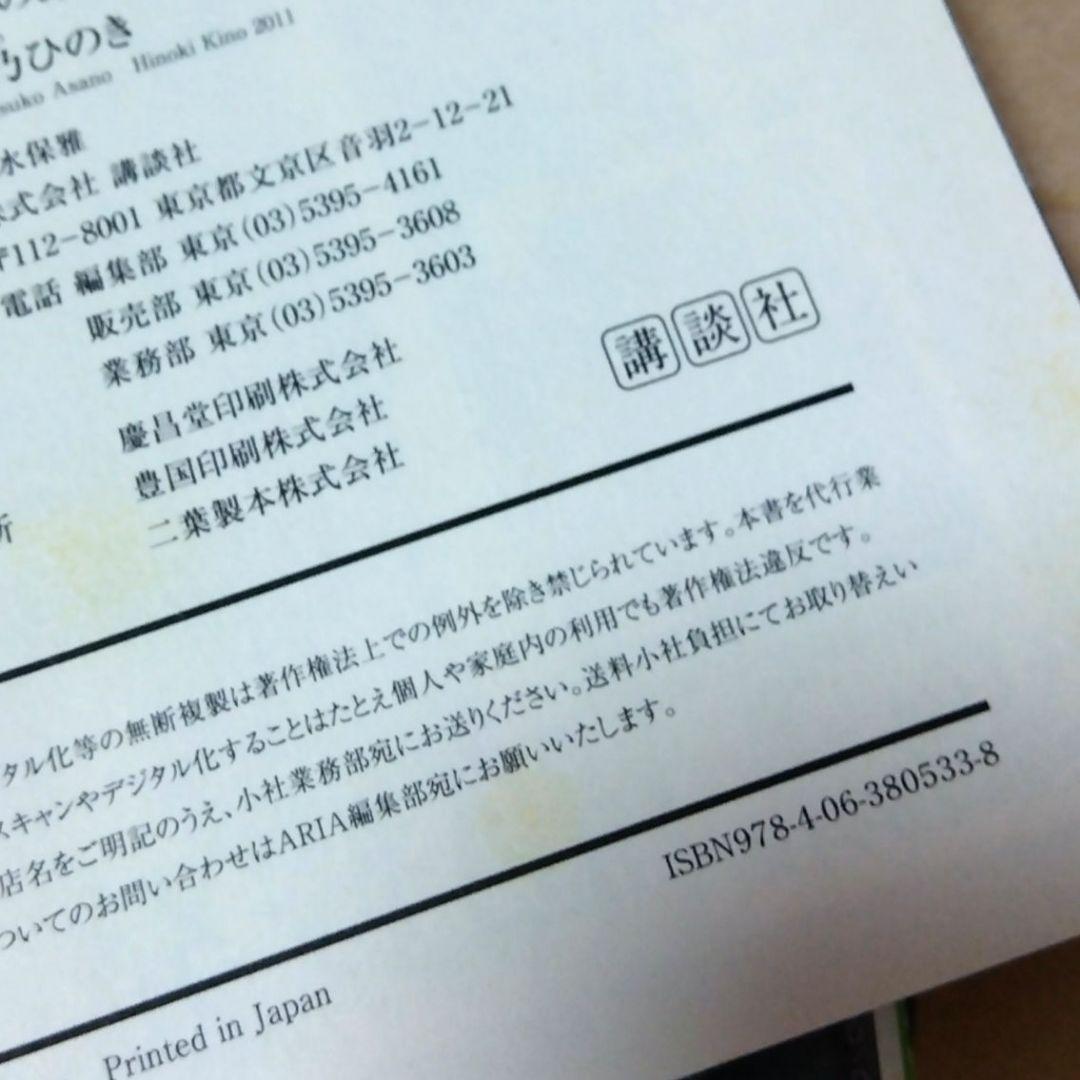 乃ひのき
suko Asano Hinoki Kino 2011
水保雅
株式会社 講談社
〒112-8001 東京都文京区音羽2-12-21
電話 編集部 東京(03)5395-4161
販売部 東京(03)5395-3608
業務部 東京(03)5395-3603
慶昌堂印刷株式会社
豊国印刷株式会社
所 二葉製本株式会社
講談社
タル化等の無断複製は著作権法上での例外を除き禁じられています。本書を代行業
スキャンやデジタル化することはたとえ個人や家庭内の利用でも著作権法違反です。
店名をご明記のうえ、小社業務部宛にお送りください。送料小社負担にてお取り替えい
ついてのお問い合わせはARIA編集部宛にお願いいたします。
ISBN978-4-06-380533-8
Printed in Japan